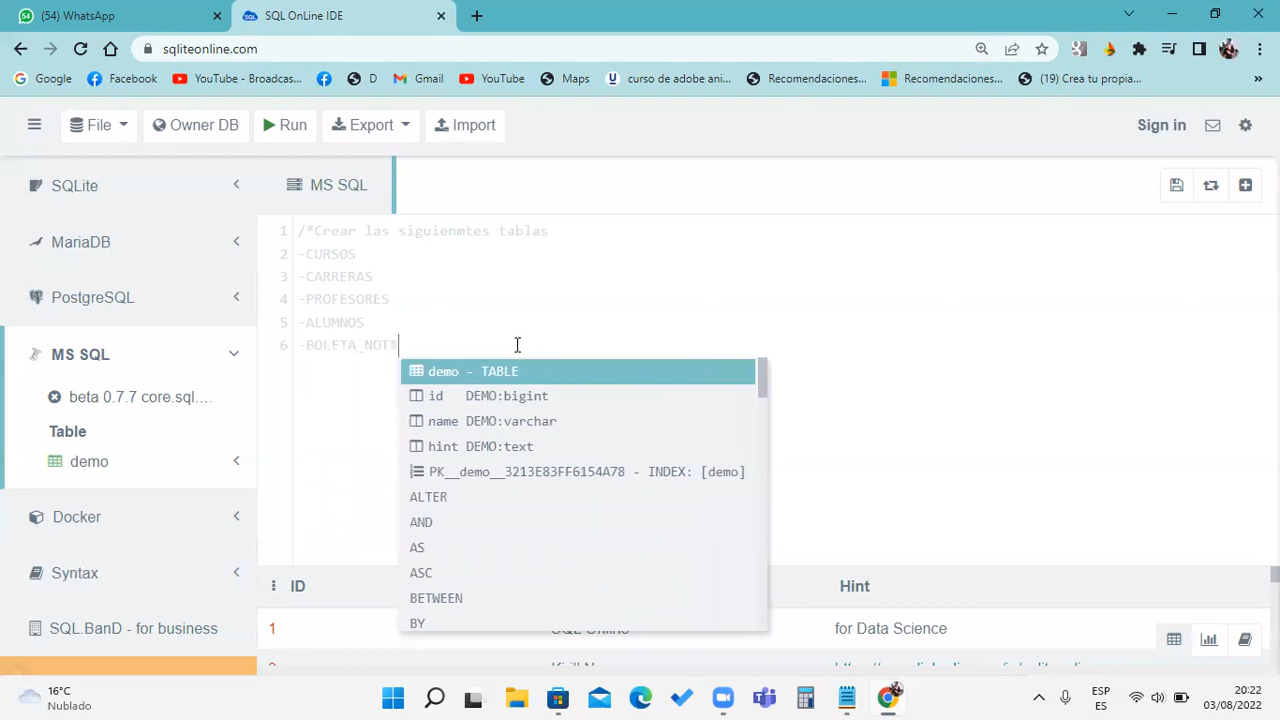 (54) WhatsApp
SQL OnLine IDE
sqliteonline.com
Google Facebook YouTube - Broadcas... D Gmail YouTube Maps curso de adobe ani... Recomendaciones... Recomendaciones... (19) Crea tu propia... »
File Owner DB Run Export Import Sign in
SQLite
MariaDB
PostgreSQL
MS SQL
beta 0.7.7 core.sql....
Table
demo
Docker
Syntax
SQL.BanD - for business
MS SQL
1 /*Crear las siguienmtes tablas
2 -CURSOS
3 -CARRERAS
4 -PROFESORES
5 -ALUMNOS
6 -BOLETA_NOT
demo - TABLE
id DEMO:bigint
name DEMO:varchar
hint DEMO:text
PK__demo__3213E83FF6154A78 - INDEX: [demo]
ALTER
AND
AS
ASC
BETWEEN
BY
ID Hint
1 SQL Online for Data Science
16°C
Nublado
ESP
ES
20:22
03/08/2022